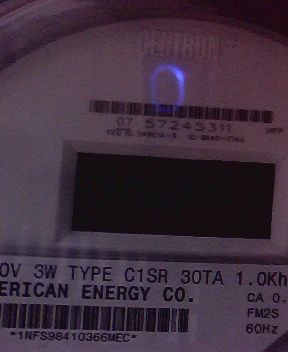 CENTRON
07 57245311
0V 3W TYPE C1SR 30TA 1.0Kh
ERICAN ENERGY CO.
CA 0.
FM2S
60Hz
*1NFS98410366MEC*